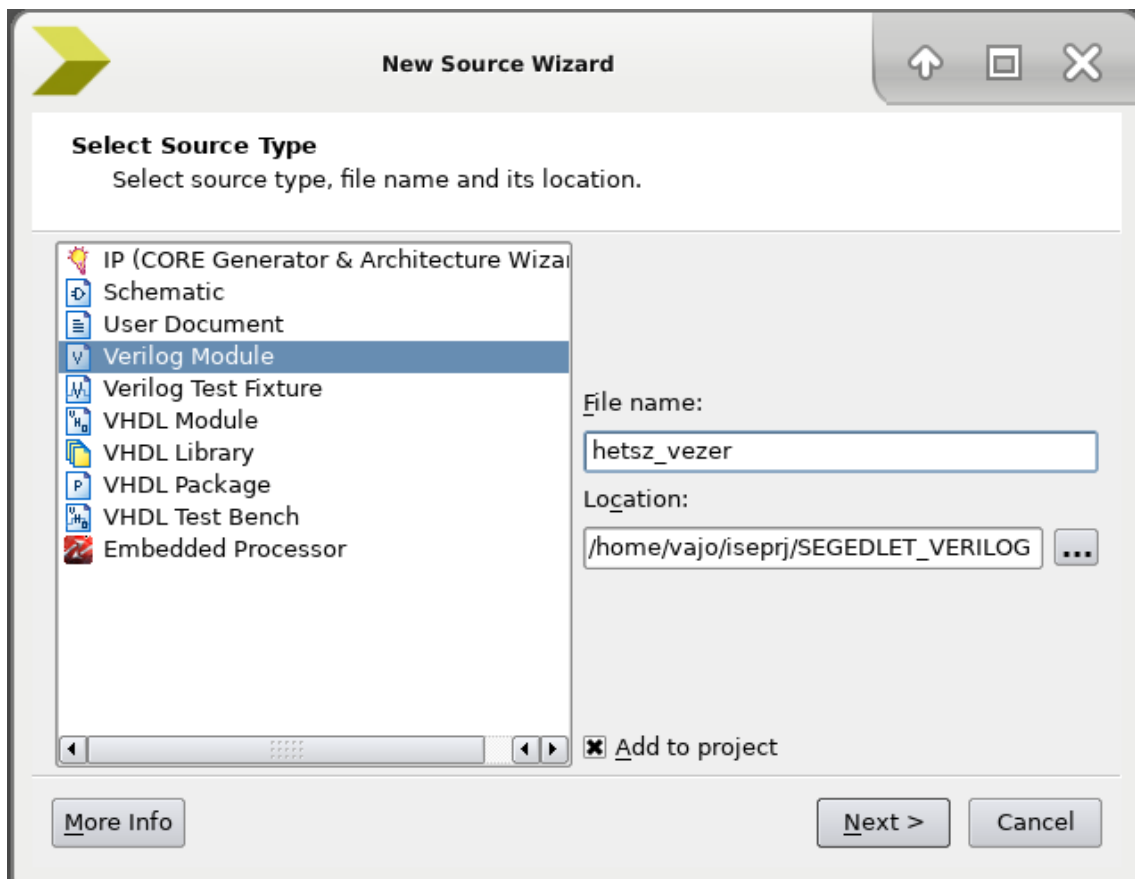 New Source Wizard
Select Source Type
Select source type, file name and its location.
IP (CORE Generator & Architecture Wizar
Schematic
User Document
Verilog Module
Verilog Test Fixture
VHDL Module
VHDL Library
VHDL Package
VHDL Test Bench
Embedded Processor
File name:
hetsz_vezer
Location:
/home/vajo/iseprj/SEGEDLET_VERILOG
...
Add to project
More Info
Next >
Cancel